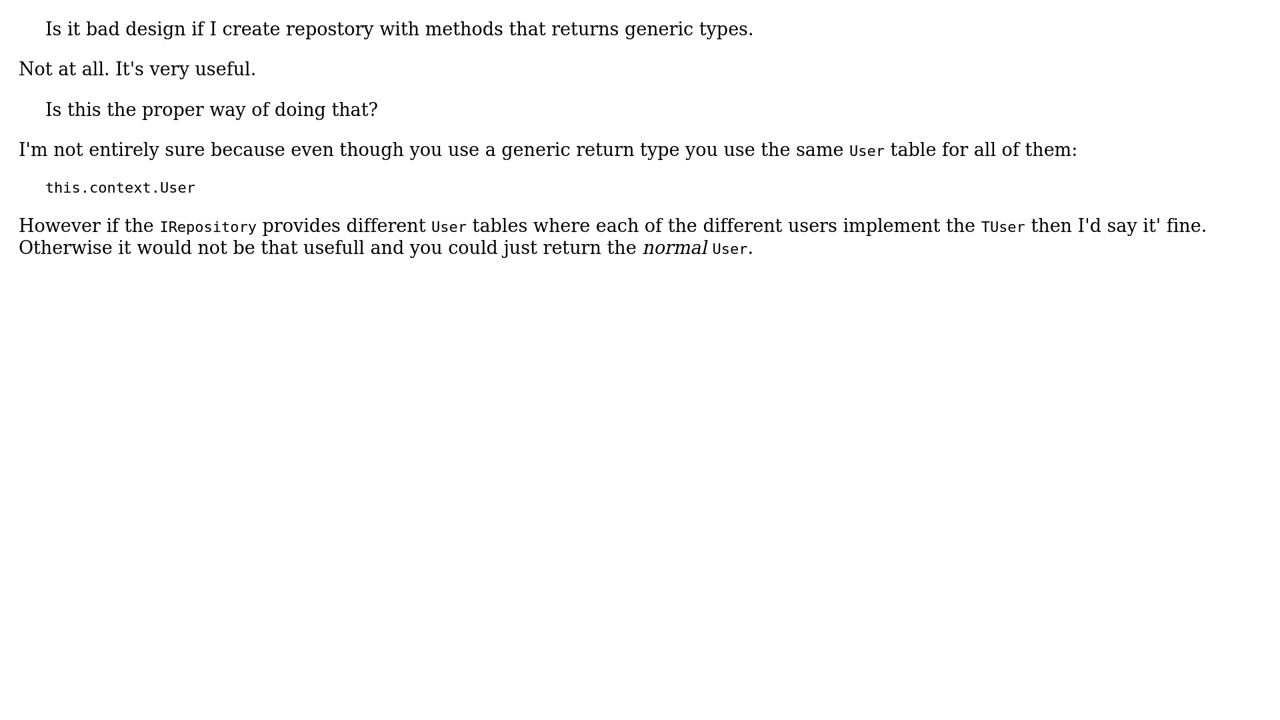 Is it bad design if I create repostory with methods that returns generic types.
Not at all. It's very useful.
Is this the proper way of doing that?
I'm not entirely sure because even though you use a generic return type you use the same User table for all of them:
this.context.User
However if the IRepository provides different User tables where each of the different users implement the TUser then I'd say it' fine.
Otherwise it would not be that usefull and you could just return the normal User.